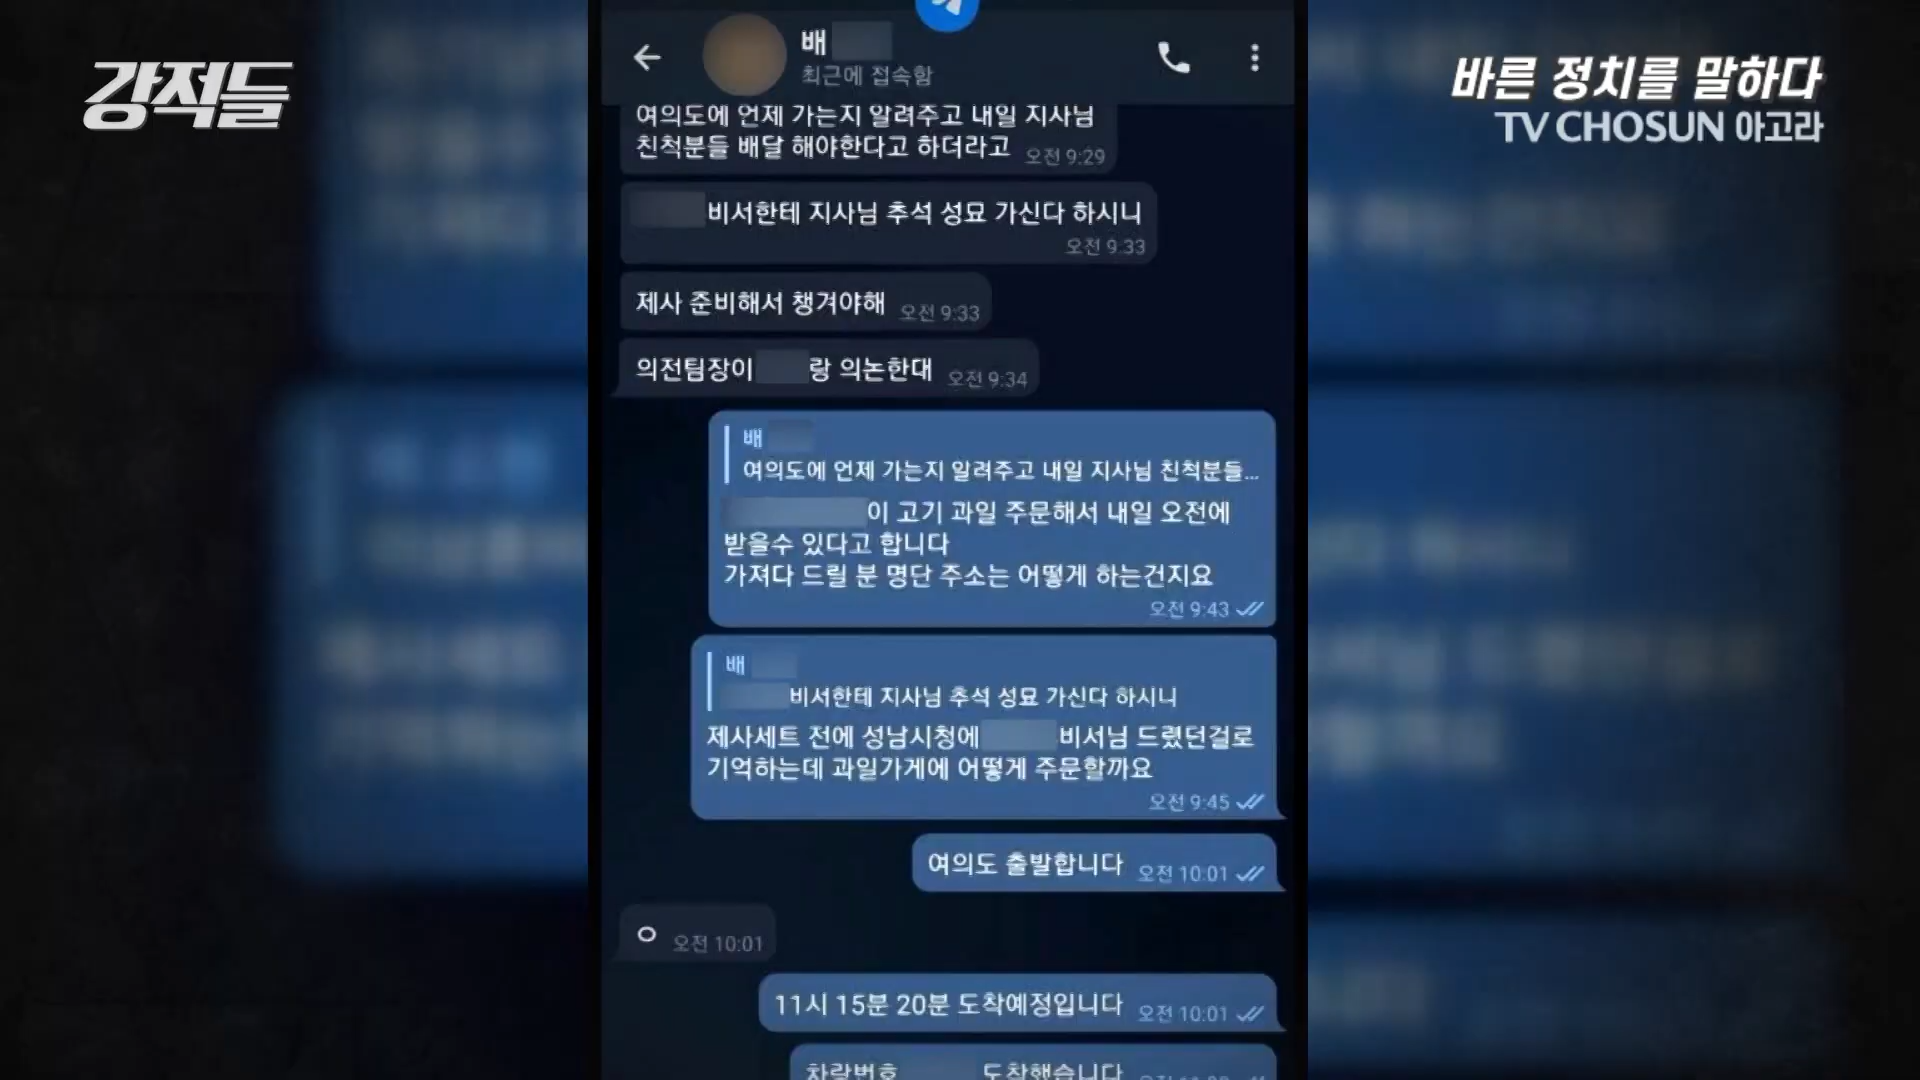 강적들
바른 정치를 말하다
TV CHOSUN 아고라
배
최근에 접속함
여의도에 언제 가는지 알려주고 내일 지사님
친척분들 배달 해야한다고 하더라고 오전 9:29
비서한테 지사님 추석 성묘 가신다 하시니
오전 9:33
제사 준비해서 챙겨야해 오전 9:33
의전팀장이 랑 의논한대 오전 9:34
배
여의도에 언제 가는지 알려주고 내일 지사님 친척분들...
이 고기 과일 주문해서 내일 오전에
받을수 있다고 합니다
가져다 드릴 분 명단 주소는 어떻게 하는건지요
오전 9:43
배
비서한테 지사님 추석 성묘 가신다 하시니
제사세트 전에 성남시청에 비서님 드렸던걸로
기억하는데 과일가게에 어떻게 주문할까요
오전 9:45
여의도 출발합니다 오전 10:01
ㅇ 오전 10:01
11시 15분 20분 도착예정입니다 오전 10:01
차량번호 도착했습니다